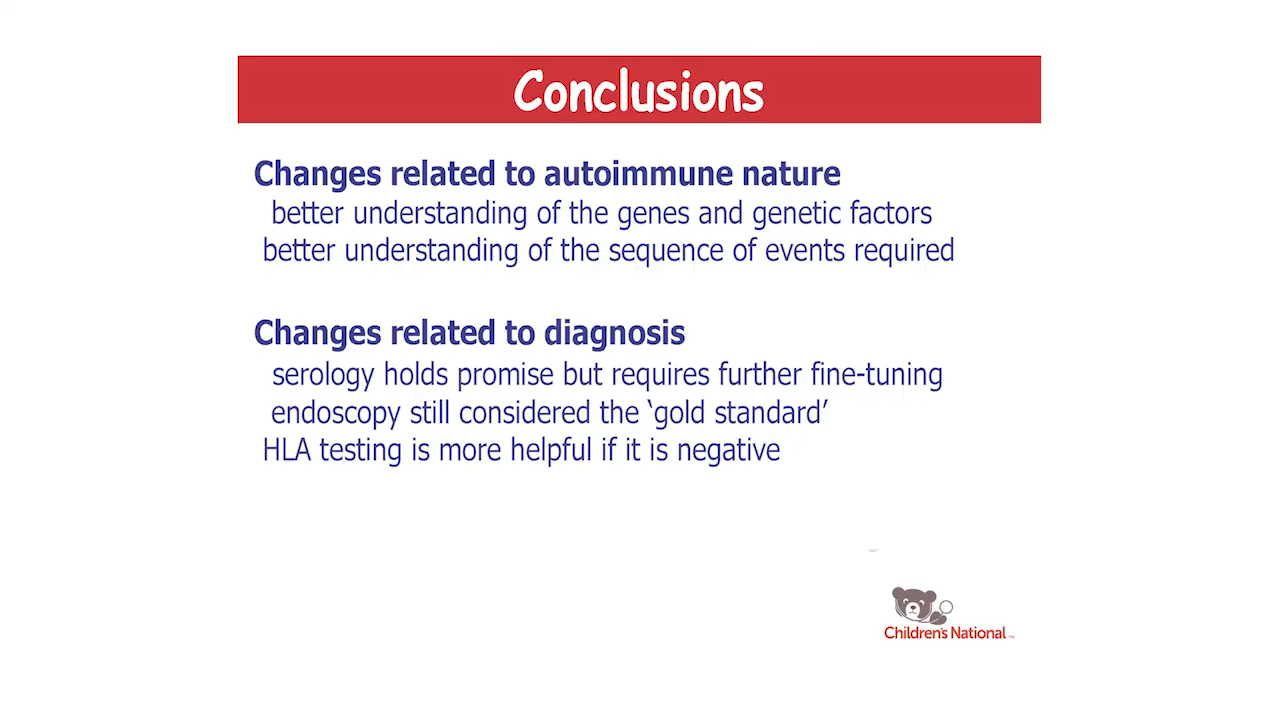 Conclusions
Changes related to autoimmune nature
better understanding of the genes and genetic factors
better understanding of the sequence of events required
Changes related to diagnosis
serology holds promise but requires further fine-tuning
endoscopy still considered the ‘gold standard’
HLA testing is more helpful if it is negative
Children's National